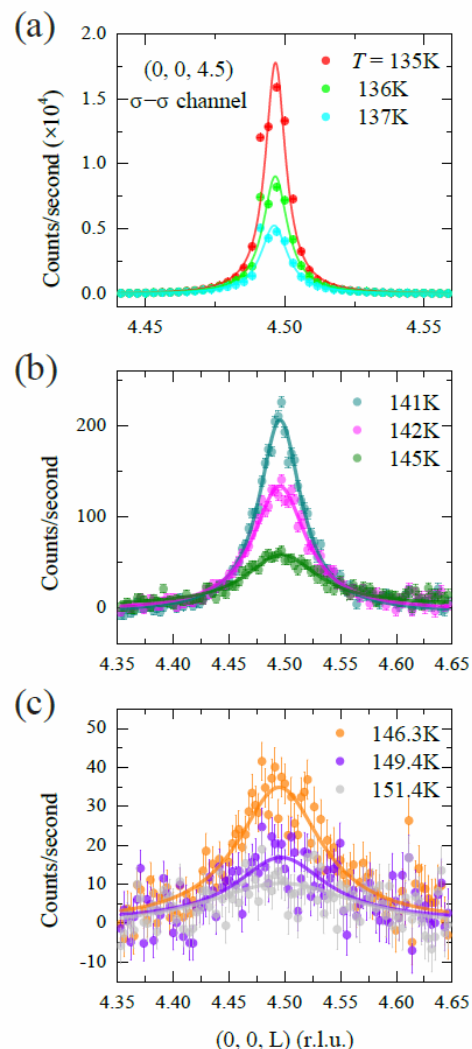 (a)
2.0
1.5
1.0
0.5
0.0
Counts/second (×10⁴)
(0, 0, 4.5)
σ−σ channel
T = 135K
136K
137K
4.45
4.50
4.55
(b)
200
100
0
Counts/second
141K
142K
145K
4.35
4.40
4.45
4.50
4.55
4.60
4.65
(c)
50
40
30
20
10
0
-10
Counts/second
146.3K
149.4K
151.4K
4.35
4.40
4.45
4.50
4.55
4.60
4.65
(0, 0, L) (r.l.u.)